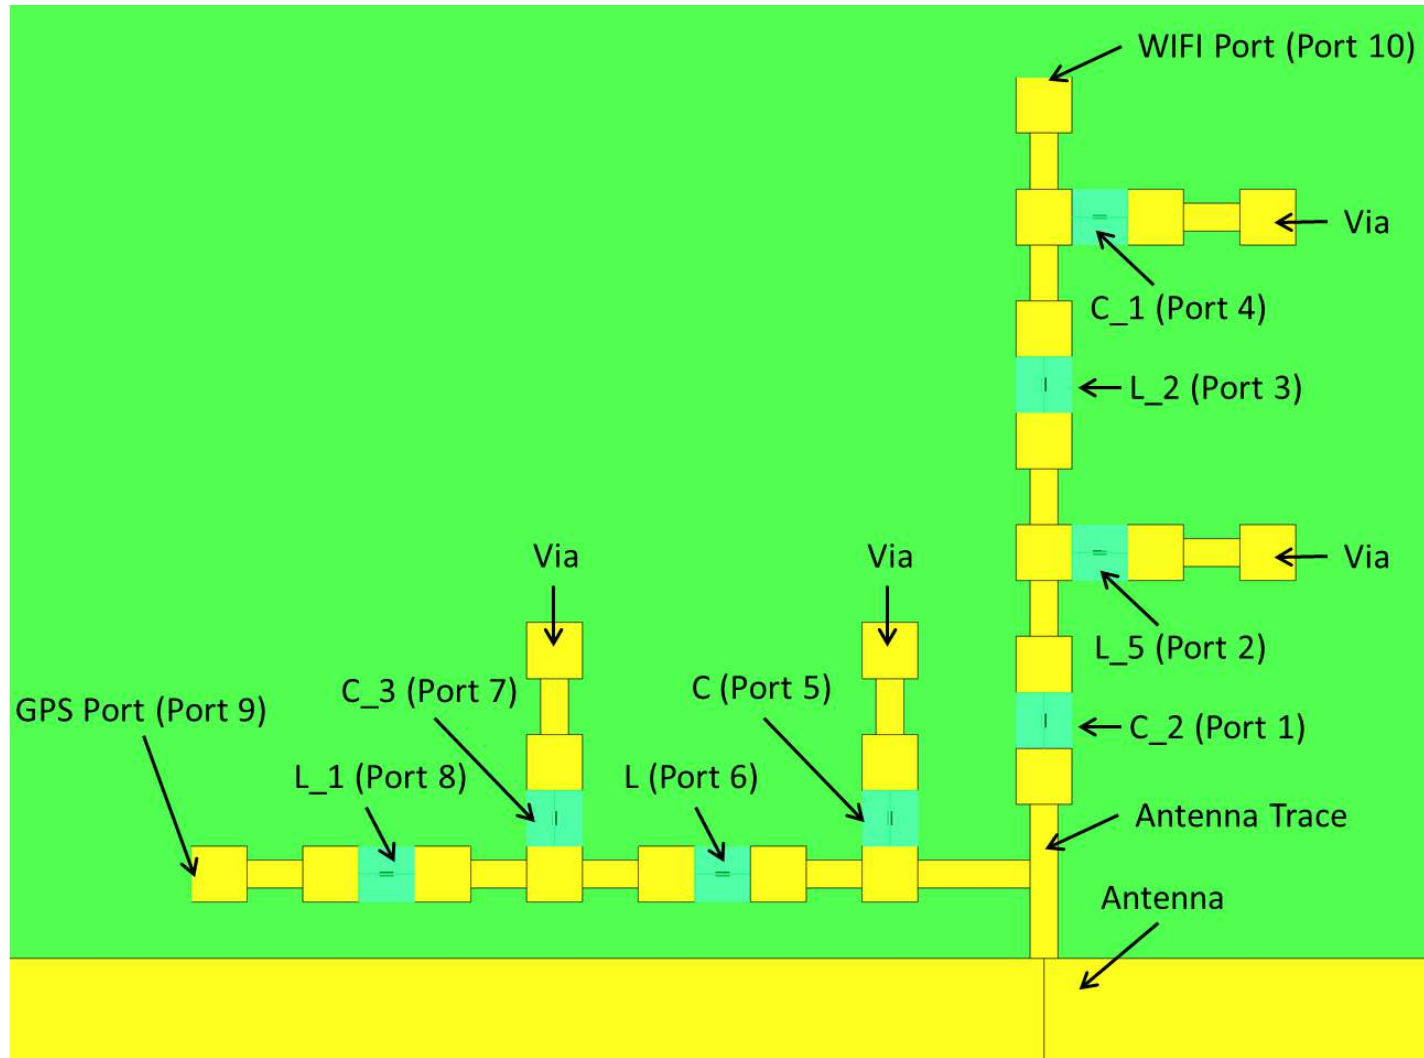 WIFI Port (Port 10)
Via
C_1 (Port 4)
L_2 (Port 3)
Via
Via
Via
L_5 (Port 2)
C_3 (Port 7)
C (Port 5)
GPS Port (Port 9)
C_2 (Port 1)
L_1 (Port 8)
L (Port 6)
Antenna Trace
Antenna